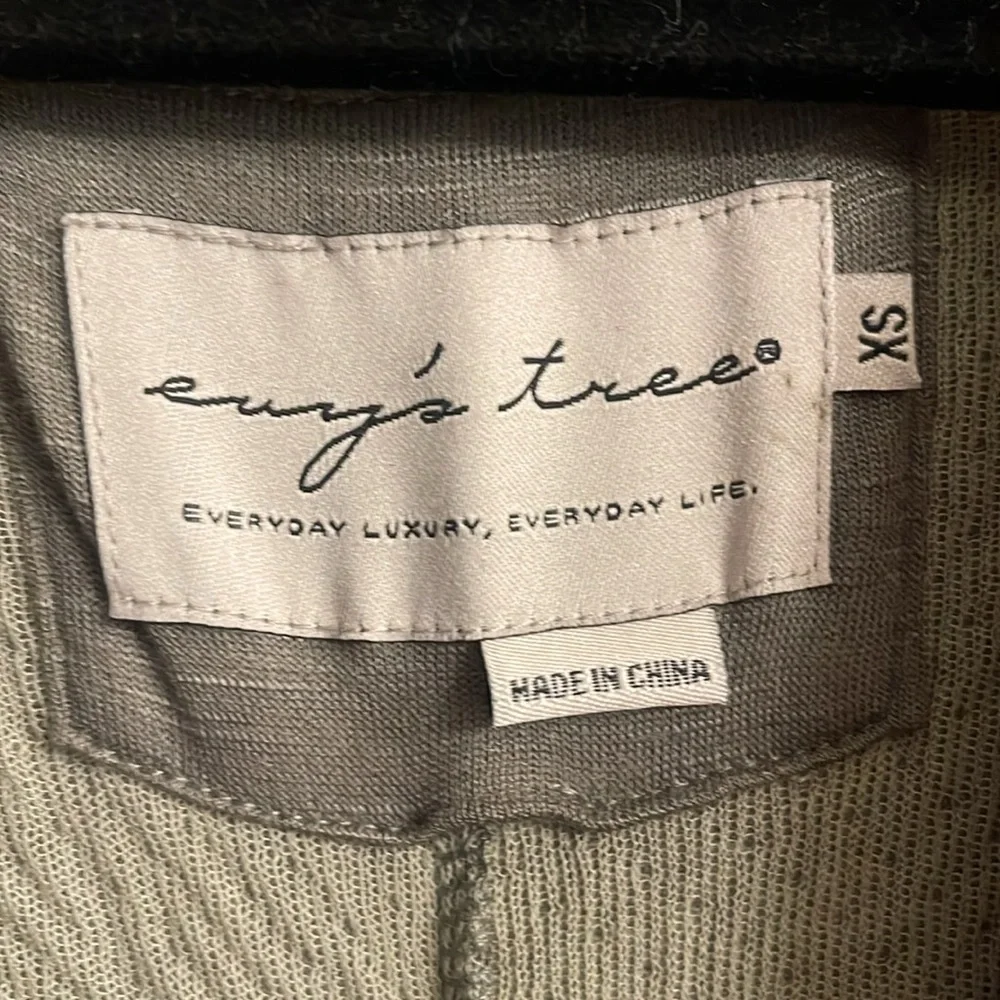 evy's tree®
EVERYDAY LUXURY, EVERYDAY LIFE.
XS
MADE IN CHINA